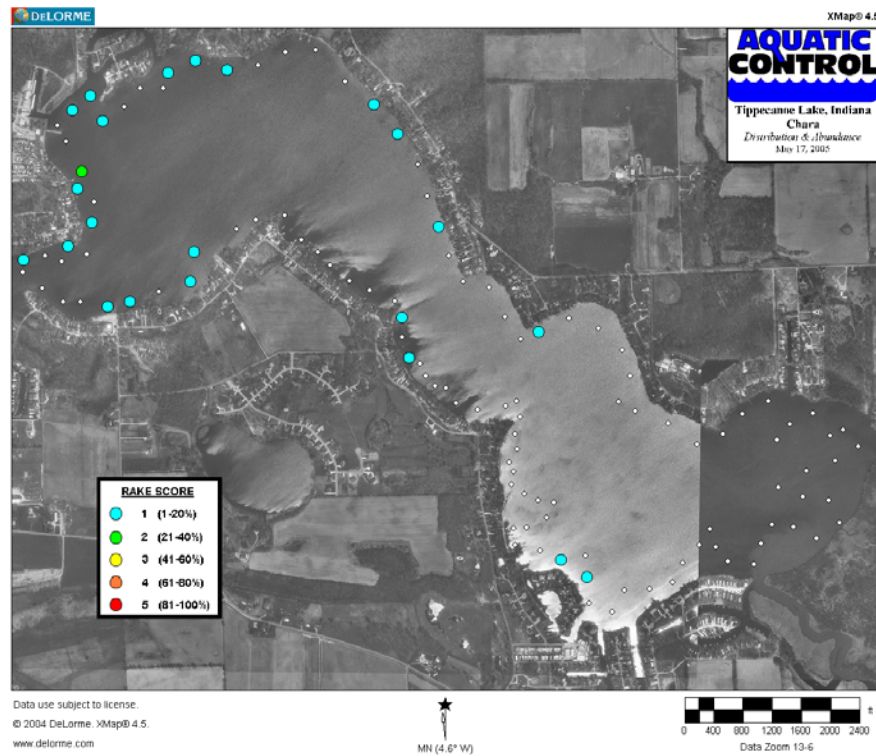 DELORME
XMap® 4.5
AQUATIC
CONTROL
Tippecanoe Lake, Indiana
Chara
Distribution & Abundance
May 17, 2005
RAKE SCORE
1 (1-20%)
2 (21-40%)
3 (41-60%)
4 (61-80%)
5 (81-100%)
Data use subject to license.
© 2004 DeLorme. XMap® 4.5.
www.delorme.com
MN (4.6° W)
ft
0 400 800 1200 1600 2000 2400
Data Zoom 13-6